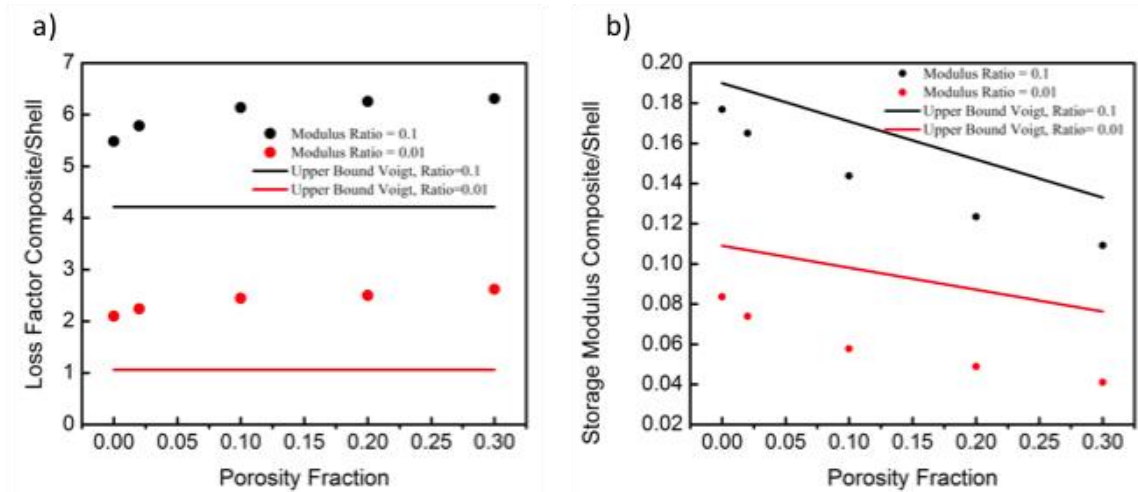 a)
Loss Factor Composite/Shell
7
6
5
4
3
2
1
0
Modulus Ratio = 0.1
Modulus Ratio = 0.01
Upper Bound Voigt, Ratio=0.1
Upper Bound Voigt, Ratio=0.01
0.00 0.05 0.10 0.15 0.20 0.25 0.30
Porosity Fraction
b)
Storage Modulus Composite/Shell
0.20
0.18
0.16
0.14
0.12
0.10
0.08
0.06
0.04
0.02
Modulus Ratio = 0.1
Modulus Ratio = 0.01
Upper Bound Voigt, Ratio= 0.1
Upper Bound Voigt, Ratio= 0.01
0.00 0.05 0.10 0.15 0.20 0.25 0.30
Porosity Fraction